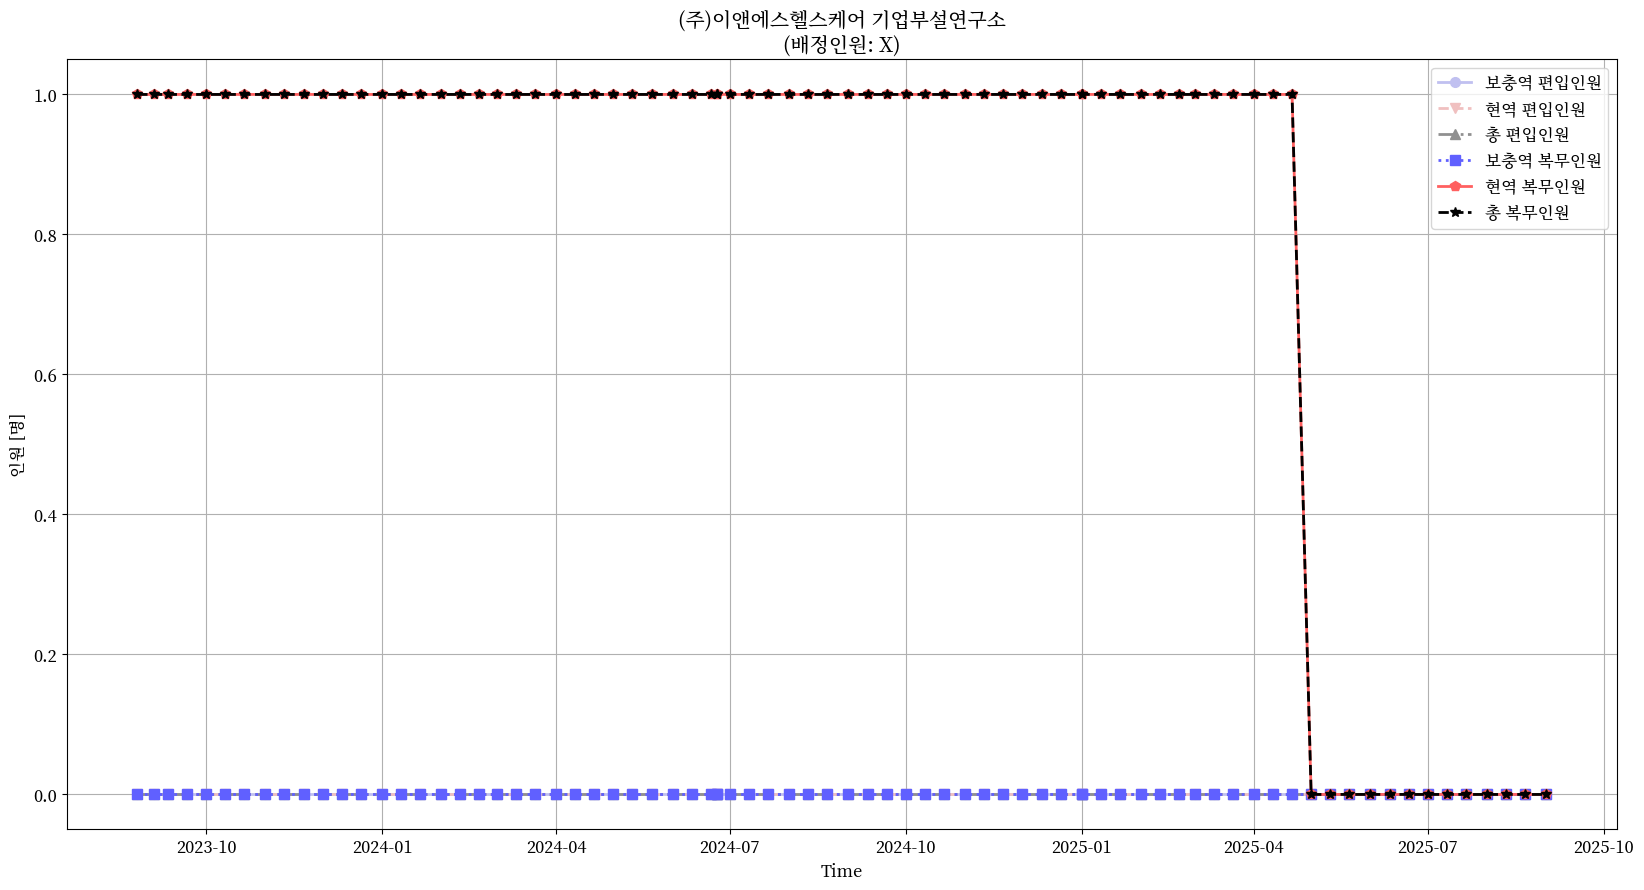 (주)이앤에스헬스케어 기업부설연구소
(배정인원: X)
보충역 편입인원
현역 편입인원
총 편입인원
보충역 복무인원
현역 복무인원
총 복무인원
인원 [명]
1.0
0.8
0.6
0.4
0.2
0.0
2023-10
2024-01
2024-04
2024-07
2024-10
2025-01
2025-04
2025-07
2025-10
Time